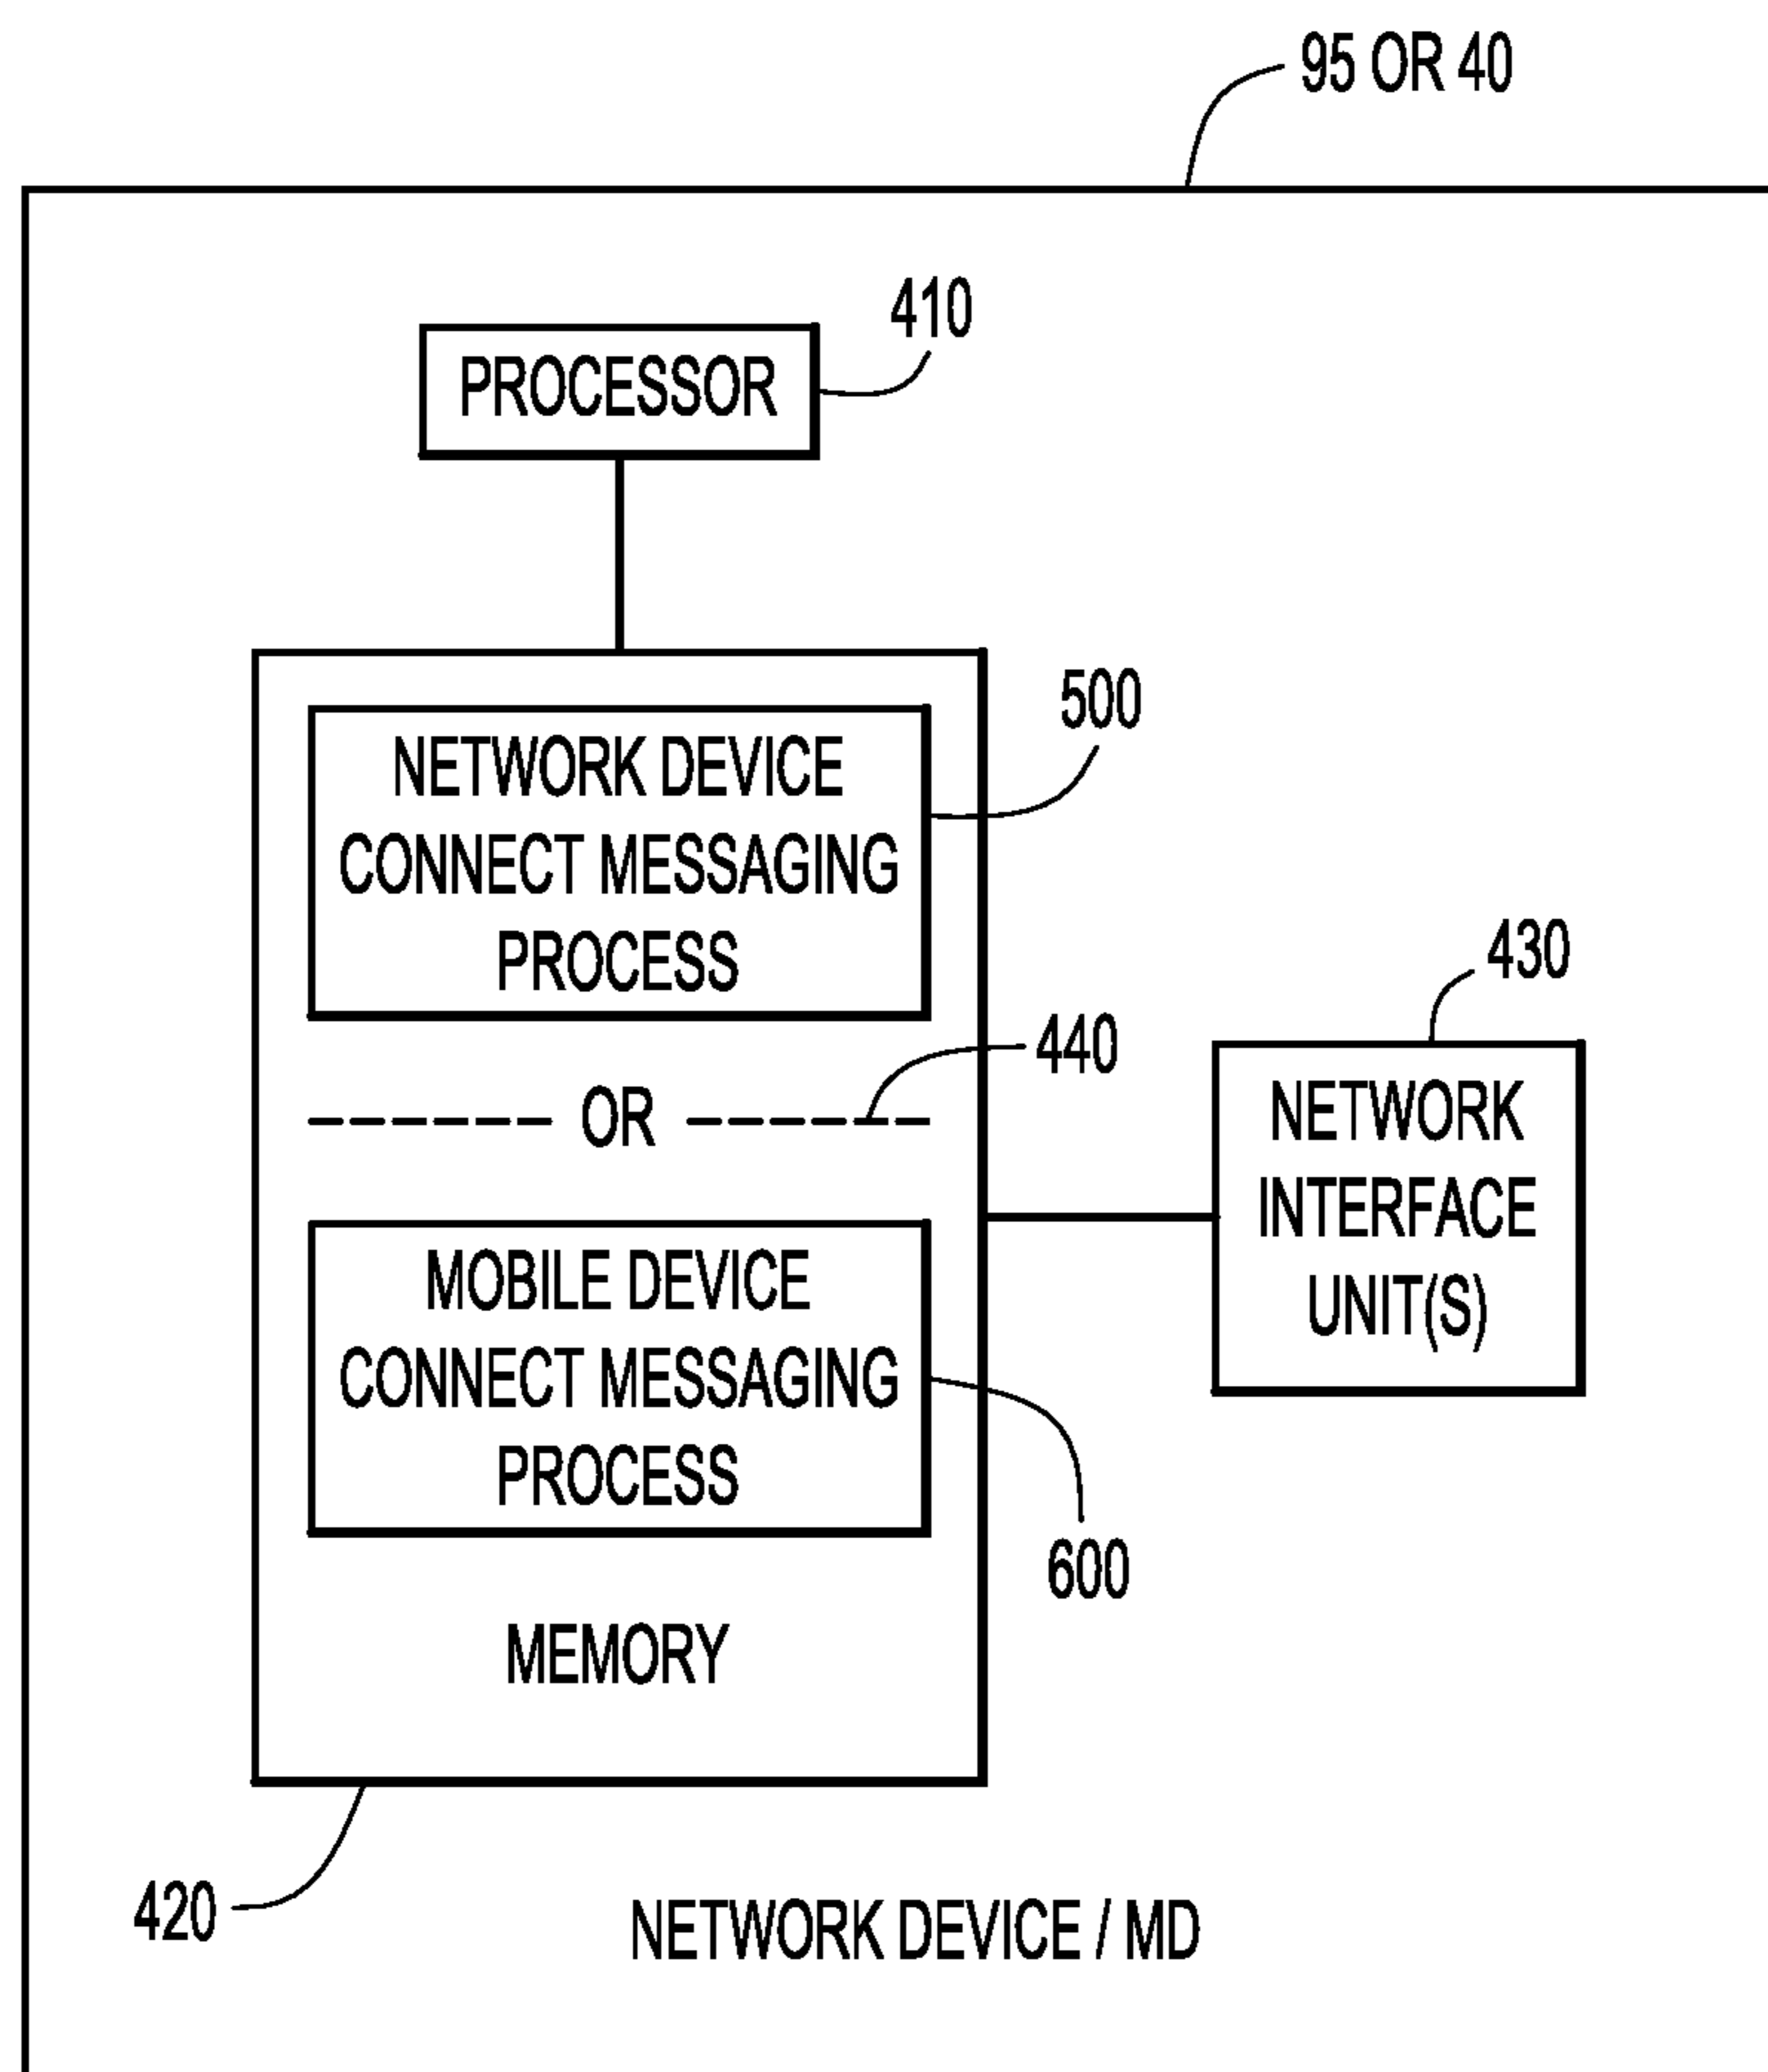 95 OR 40
410
PROCESSOR
500
NETWORK DEVICE
CONNECT MESSAGING
PROCESS
430
440
OR
NETWORK
INTERFACE
UNIT(S)
MOBILE DEVICE
CONNECT MESSAGING
PROCESS
600
MEMORY
420
NETWORK DEVICE / MD